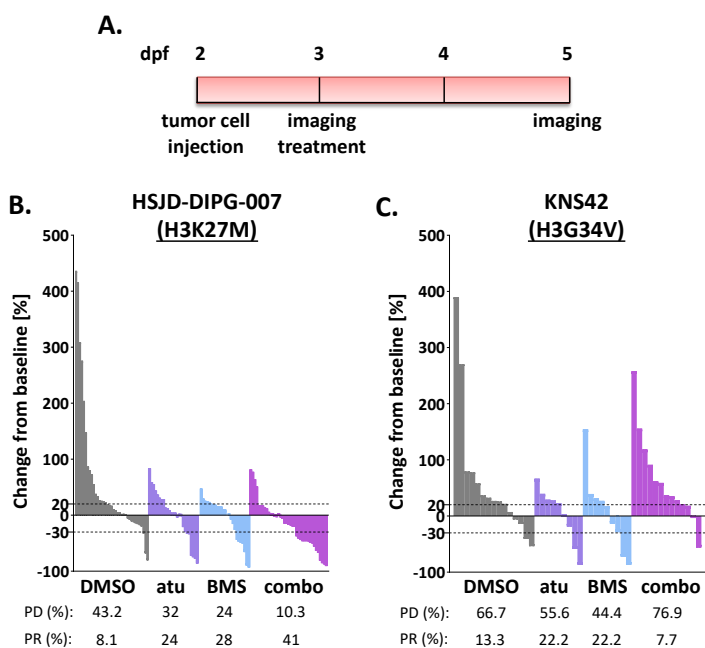 A.
dpf 2 3 4 5
tumor cell injection
imaging treatment
imaging
B.
HSJD-DIPG-007
(H3K27M)
Change from baseline [%]
500
400
300
200
100
20
0
-30
-100
DMSO atu BMS combo
PD (%): 43.2 32 24 10.3
PR (%): 8.1 24 28 41
C.
KNS42
(H3G34V)
Change from baseline [%]
500
400
300
200
100
20
0
-30
-100
DMSO atu BMS combo
PD (%): 66.7 55.6 44.4 76.9
PR (%): 13.3 22.2 22.2 7.7